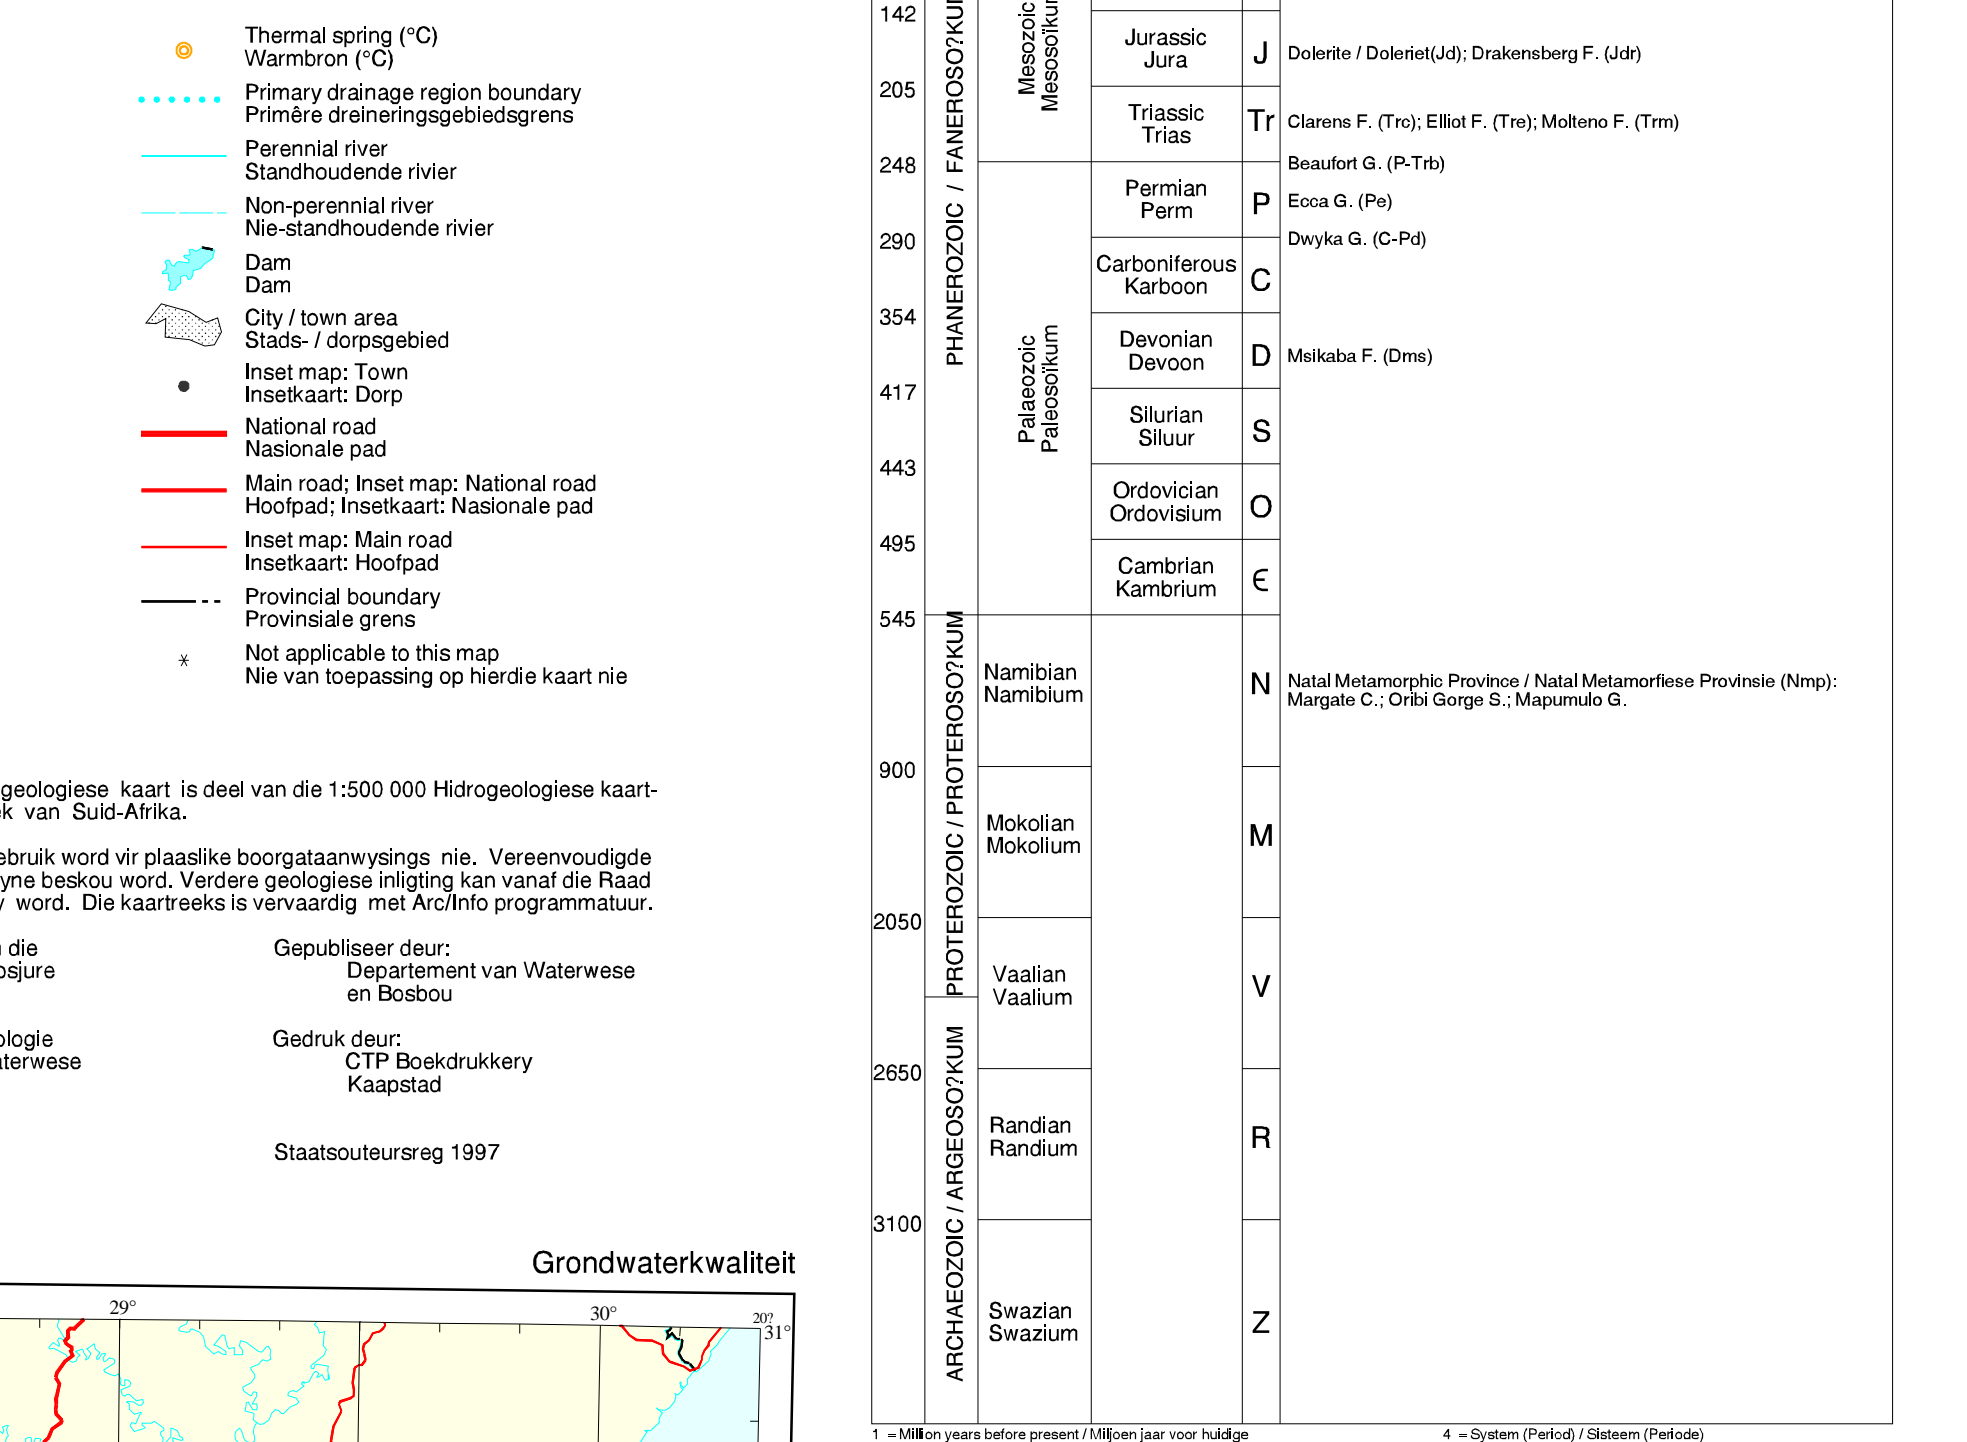 Thermal spring (°C)
Warmbron (°C)
Primary drainage region boundary
Primêre dreineringsgebiedsgrens
Perennial river
Standhoudende rivier
Non-perennial river
Nie-standhoudende rivier
Dam
Dam
City / town area
Stads- / dorpsgebied
Inset map: Town
Insetkaart: Dorp
National road
Nasionale pad
Main road; Inset map: National road
Hoofpad; Insetkaart: Nasionale pad
Inset map: Main road
Insetkaart: Hoofpad
Provincial boundary
Provinsiale grens
* Not applicable to this map
Nie van toepassing op hierdie kaart nie
geologiese kaart is deel van die 1:500 000 Hidrogeologiese kaart-
k van Suid-Afrika.
ebruik word vir plaaslike boorgataanwysings nie. Vereenvoudigde
yne beskou word. Verdere geologiese inligting kan vanaf die Raad
word. Die kaartreeks is vervaardig met Arc/Info programmatuur.
die
osjure
Gepubliseer deur:
Departement van Waterwese
en Bosbou
ologie
aterwese
Gedruk deur:
CTP Boekdrukkery
Kaapstad
Staatsouteursreg 1997
Grondwaterkwaliteit
29°
30°
20?
31°
142
205
248
290
354
417
443
495
545
900
2050
2650
3100
PHANEROZOIC / FANEROSO?KU
PROTEROZOIC / PROTEROSO?KUM
ARCHAEOZOIC / ARGEOSO?KUM
Mesozoic
Mesosoïku
Palaeozoic
Paleosoïkum
Jurassic
Jura
J
Dolerite / Doleriet(Jd); Drakensberg F. (Jdr)
Triassic
Trias
Tr
Clarens F. (Trc); Elliot F. (Tre); Molteno F. (Trm)
Beaufort G. (P-Trb)
Permian
Perm
P
Ecca G. (Pe)
Dwyka G. (C-Pd)
Carboniferous
Karboon
C
Devonian
Devoon
D
Msikaba F. (Dms)
Silurian
Siluur
S
Ordovician
Ordovisium
O
Cambrian
Kambrium
Є
Namibian
Namibium
N
Natal Metamorphic Province / Natal Metamorfiese Provinsie (Nmp):
Margate C.; Oribi Gorge S.; Mapumulo G.
Mokolian
Mokolium
M
Vaalian
Vaalium
V
Randian
Randium
R
Swazian
Swazium
Z
1 = Million years before present / Miljoen jaar voor huidige
4 = System (Period) / Sisteem (Periode)